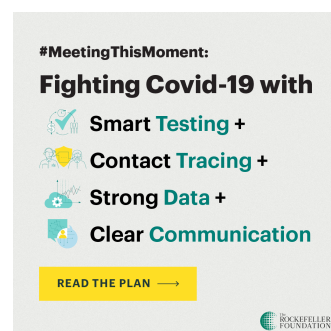 #MeetingThisMoment:
Fighting Covid-19 with
Smart Testing +
Contact Tracing +
Strong Data +
Clear Communication
READ THE PLAN
The
ROCKEFELLER
FOUNDATION